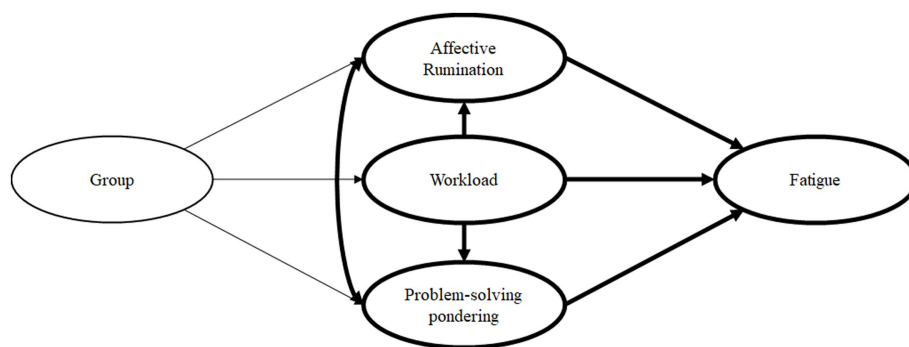 Affective
Rumination
Group
Workload
Fatigue
Problem-solving
pondering